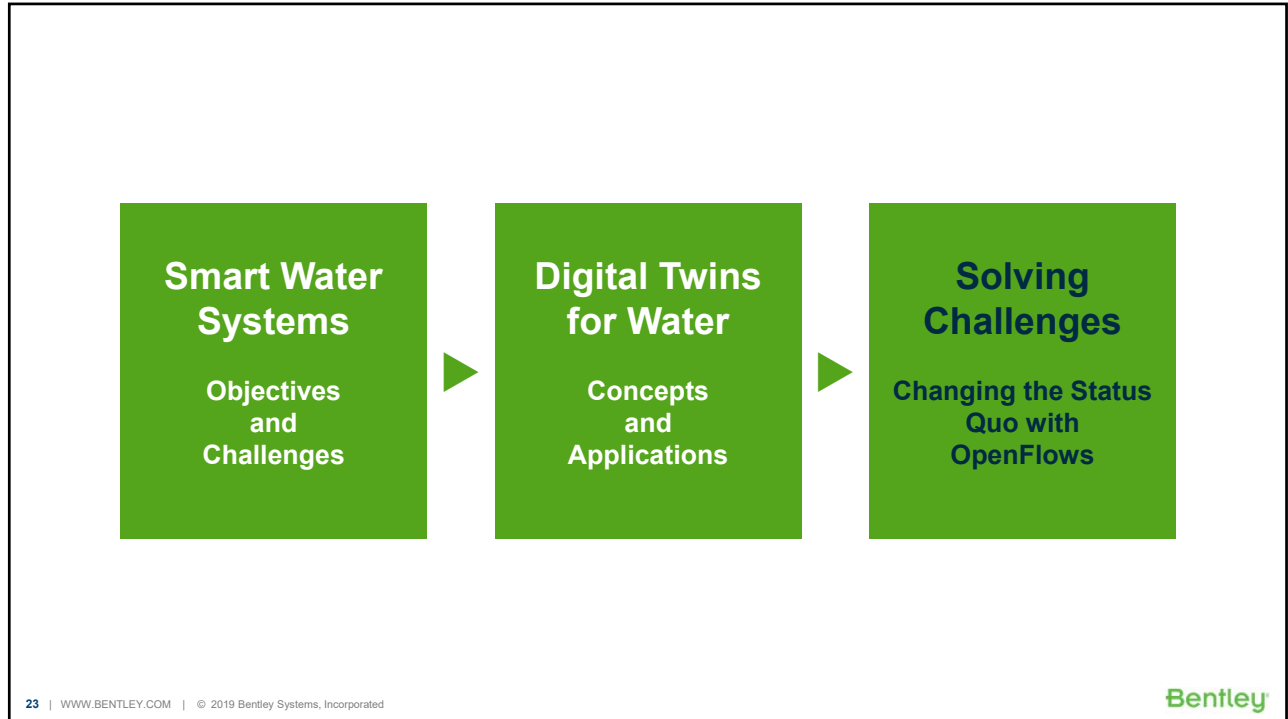 Smart Water
Systems
Objectives
and
Challenges
Digital Twins
for Water
Concepts
and
Applications
Solving
Challenges
Changing the Status
Quo with
OpenFlows
23 | WWW.BENTLEY.COM | © 2019 Bentley Systems, Incorporated
Bentley